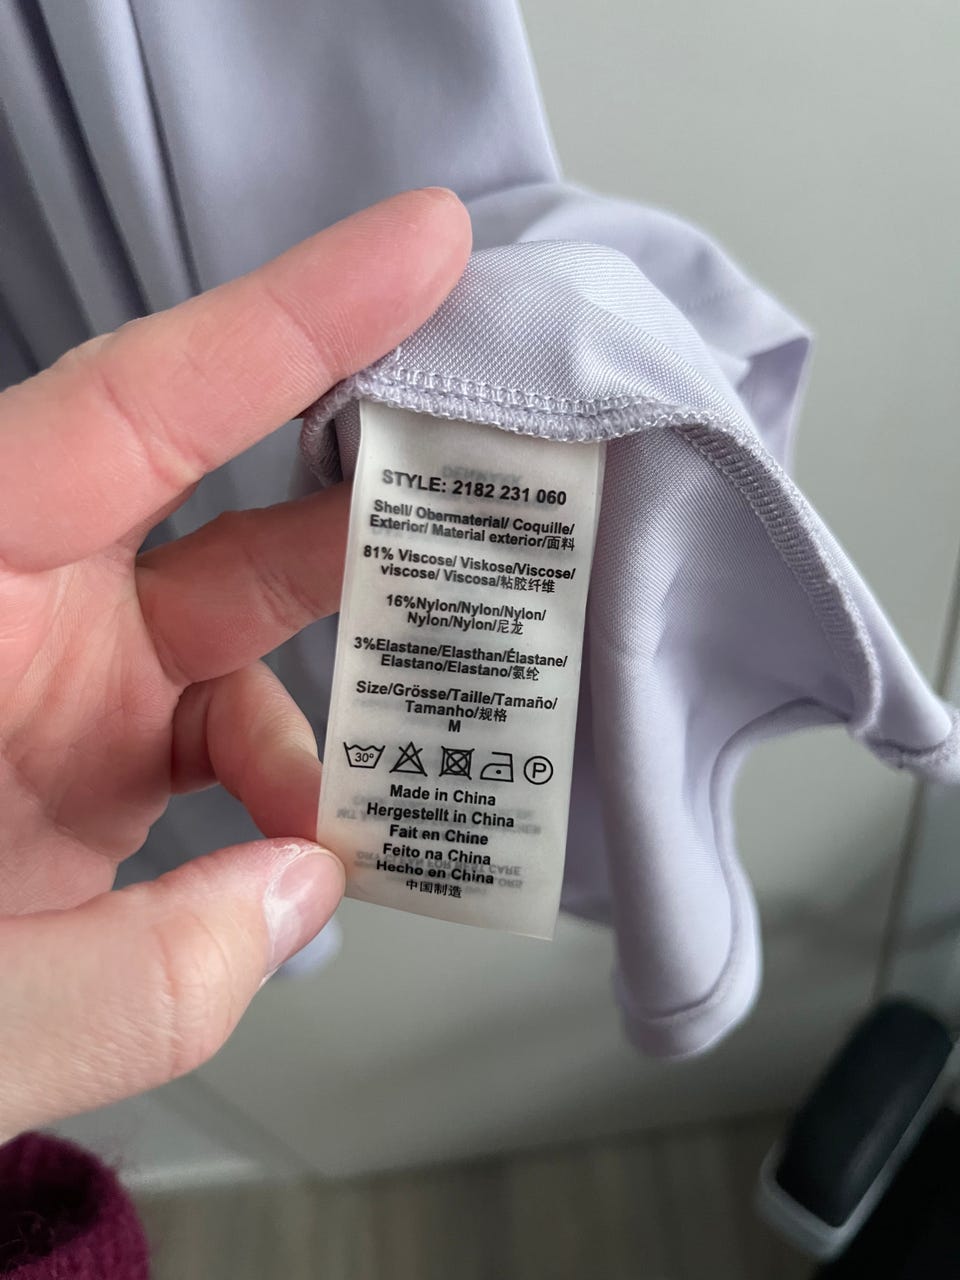 STYLE: 2182 231 060
Shell/ Obermaterial/ Coquille/
Exterior/ Material exterior/面料
81% Viscose/ Viskose/Viscose/
viscose/ Viscosa/粘胶纤维
16%Nylon/Nylon/Nylon/
Nylon/Nylon/尼龙
3%Elastane/Elasthan/Élastane/
Elastano/Elastano/氨纶
Size/Grösse/Taille/Tamaño/
Tamanho/规格
M
30° P
Made in China
Hergestellt in China
Fait en Chine
Feito na China
Hecho en China
中国制造